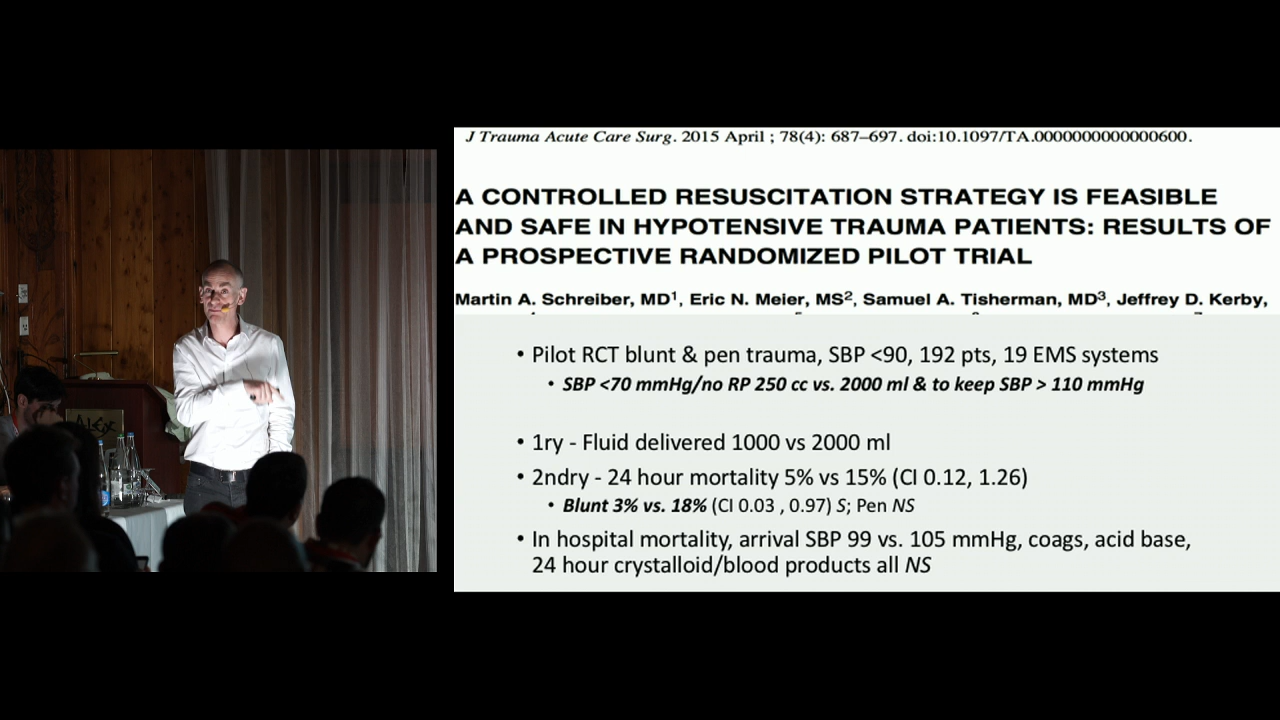 J Trauma Acute Care Surg. 2015 April ; 78(4): 687–697. doi:10.1097/TA.0000000000000600.
A CONTROLLED RESUSCITATION STRATEGY IS FEASIBLE
AND SAFE IN HYPOTENSIVE TRAUMA PATIENTS: RESULTS OF
A PROSPECTIVE RANDOMIZED PILOT TRIAL
Martin A. Schreiber, MD1, Eric N. Meier, MS2, Samuel A. Tisherman, MD3, Jeffrey D. Kerby,
• Pilot RCT blunt & pen trauma, SBP <90, 192 pts, 19 EMS systems
• SBP <70 mmHg/no RP 250 cc vs. 2000 ml & to keep SBP > 110 mmHg
• 1ry - Fluid delivered 1000 vs 2000 ml
• 2ndry - 24 hour mortality 5% vs 15% (CI 0.12, 1.26)
• Blunt 3% vs. 18% (CI 0.03 , 0.97) S; Pen NS
• In hospital mortality, arrival SBP 99 vs. 105 mmHg, coags, acid base,
24 hour crystalloid/blood products all NS
ALEX